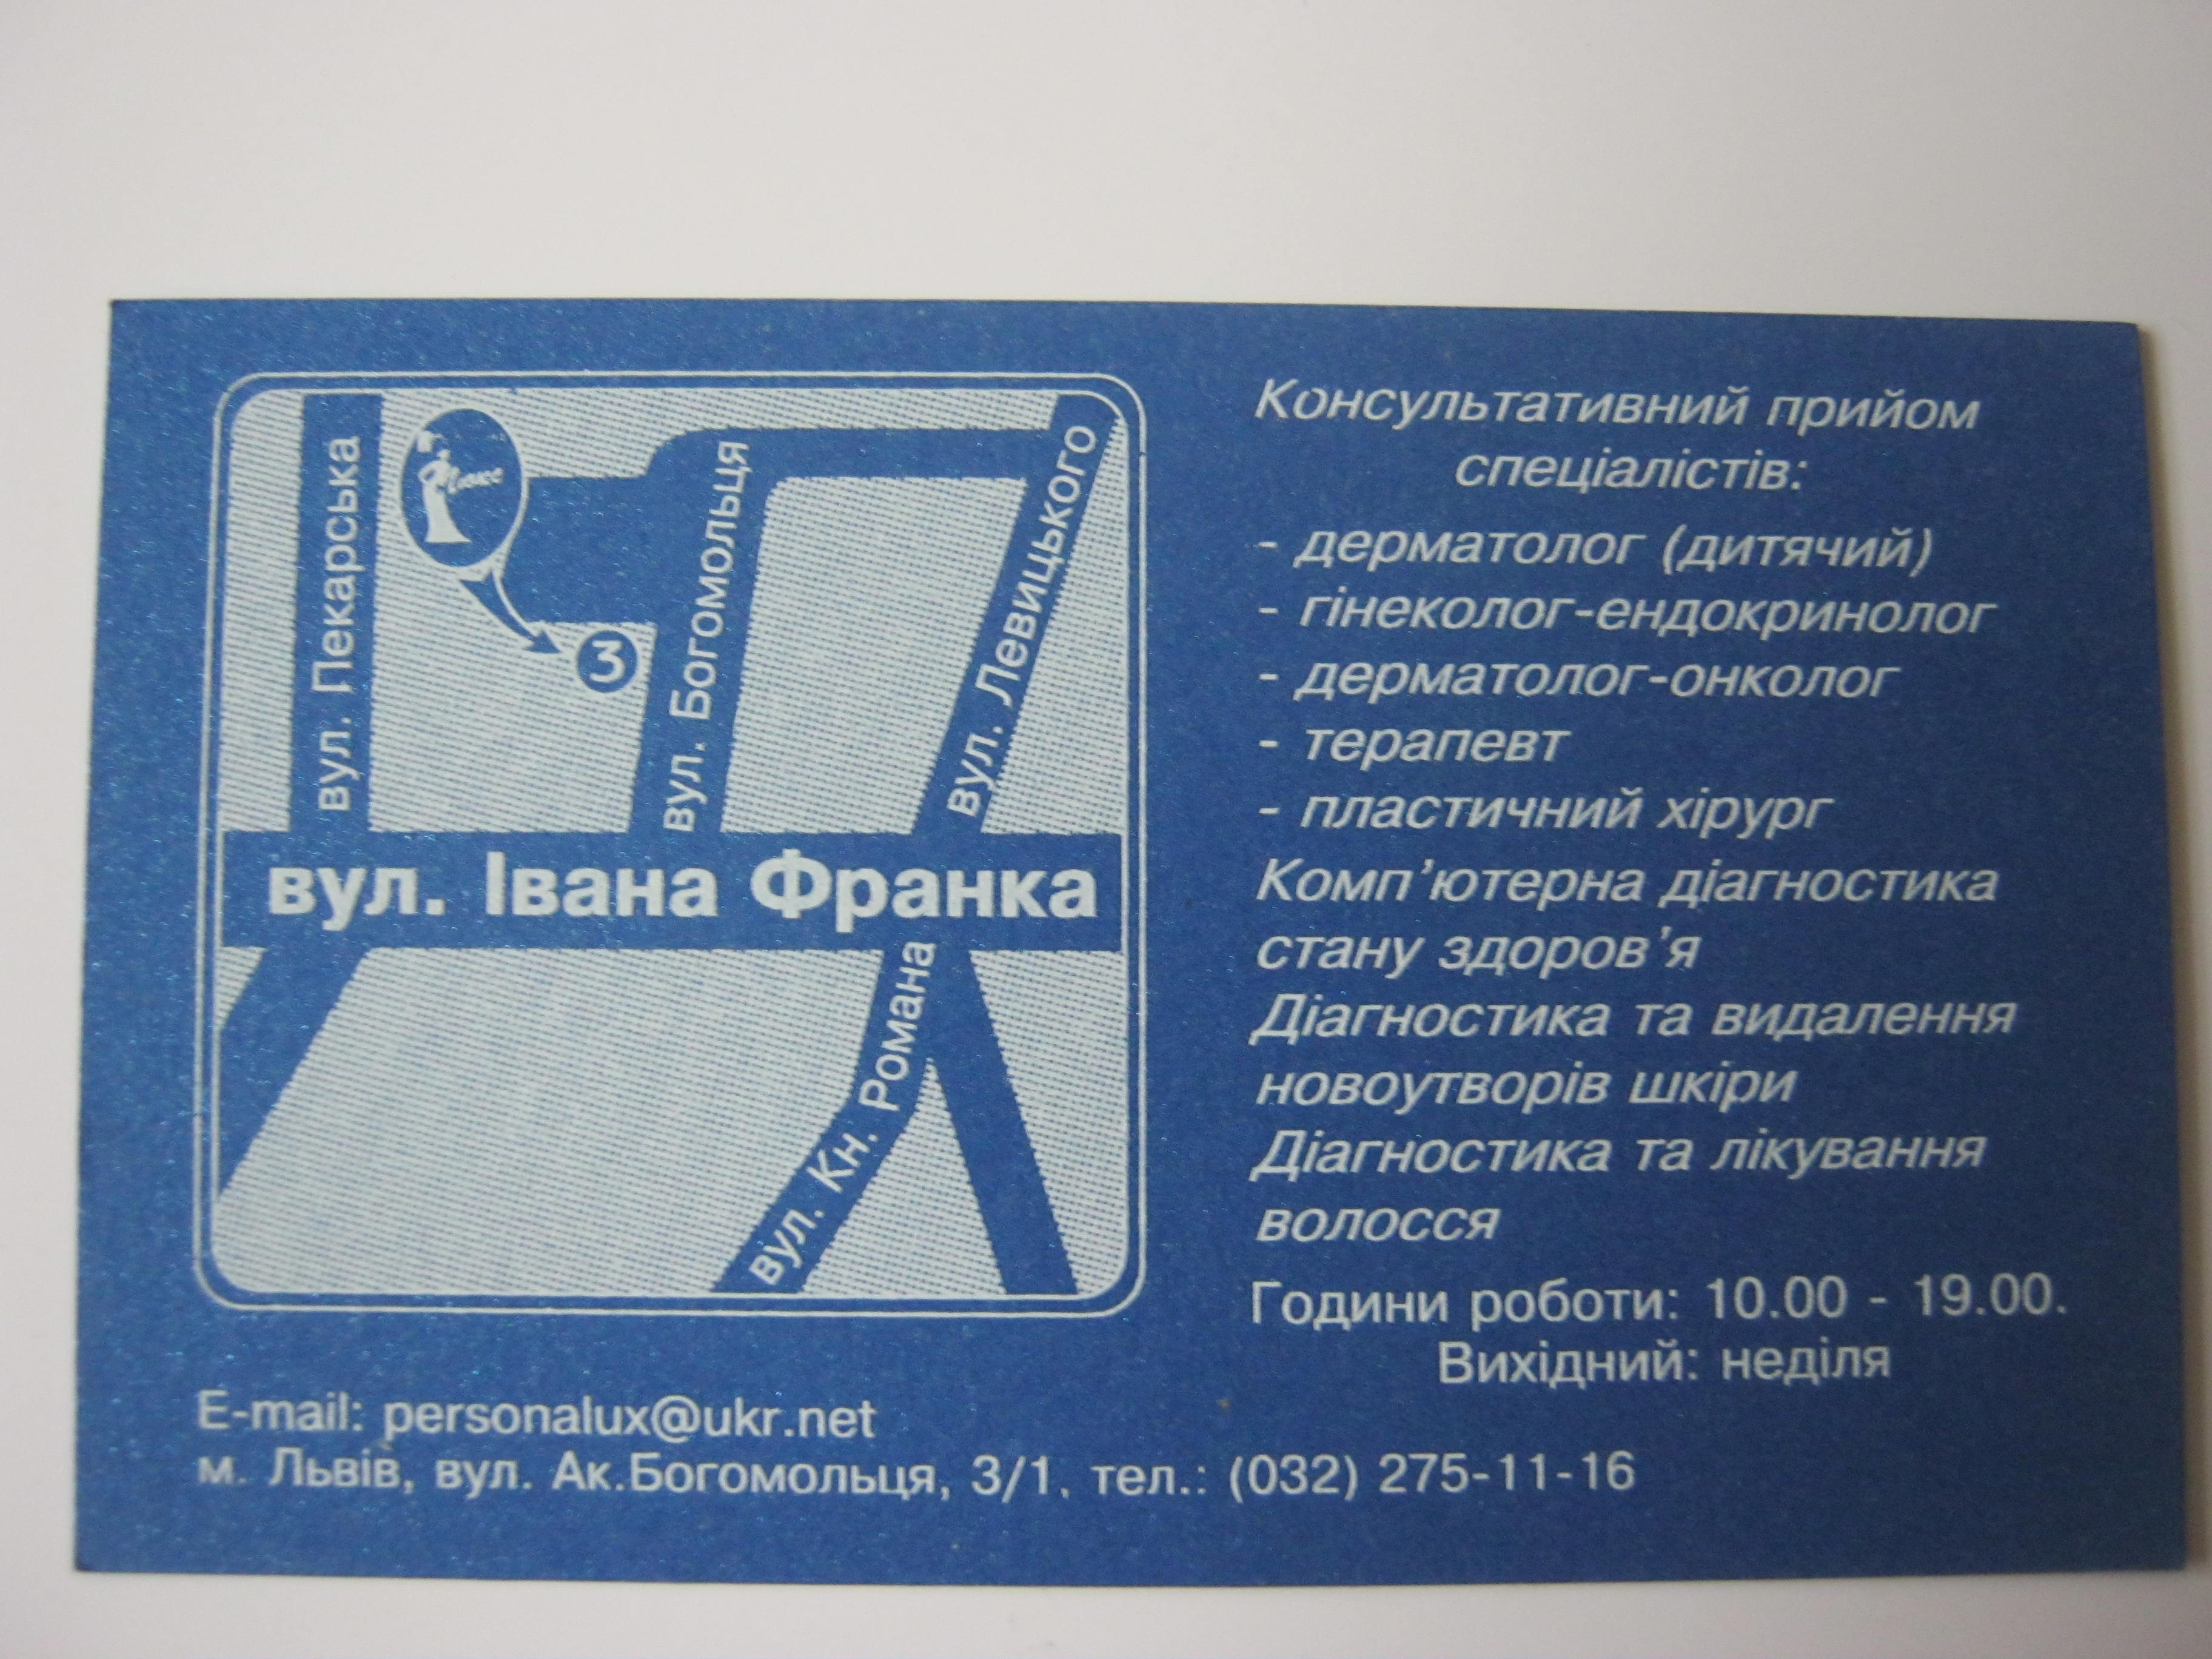 вул. Пекарська
Люкс
3
вул. Богомольця
вул. Левицького
вул. Івана Франка
вул. Кн. Романа
Консультативний прийом
спеціалістів:
- дерматолог (дитячий)
- гінеколог-ендокринолог
- дерматолог-онколог
- терапевт
- пластичний хірург
Комп'ютерна діагностика
стану здоров'я
Діагностика та видалення
новоутворів шкіри
Діагностика та лікування
волосся
Години роботи: 10.00 - 19.00.
Вихідний: неділя
E-mail: personalux@ukr.net
м. Львів, вул. Ак.Богомольця, 3/1, тел.: (032) 275-11-16